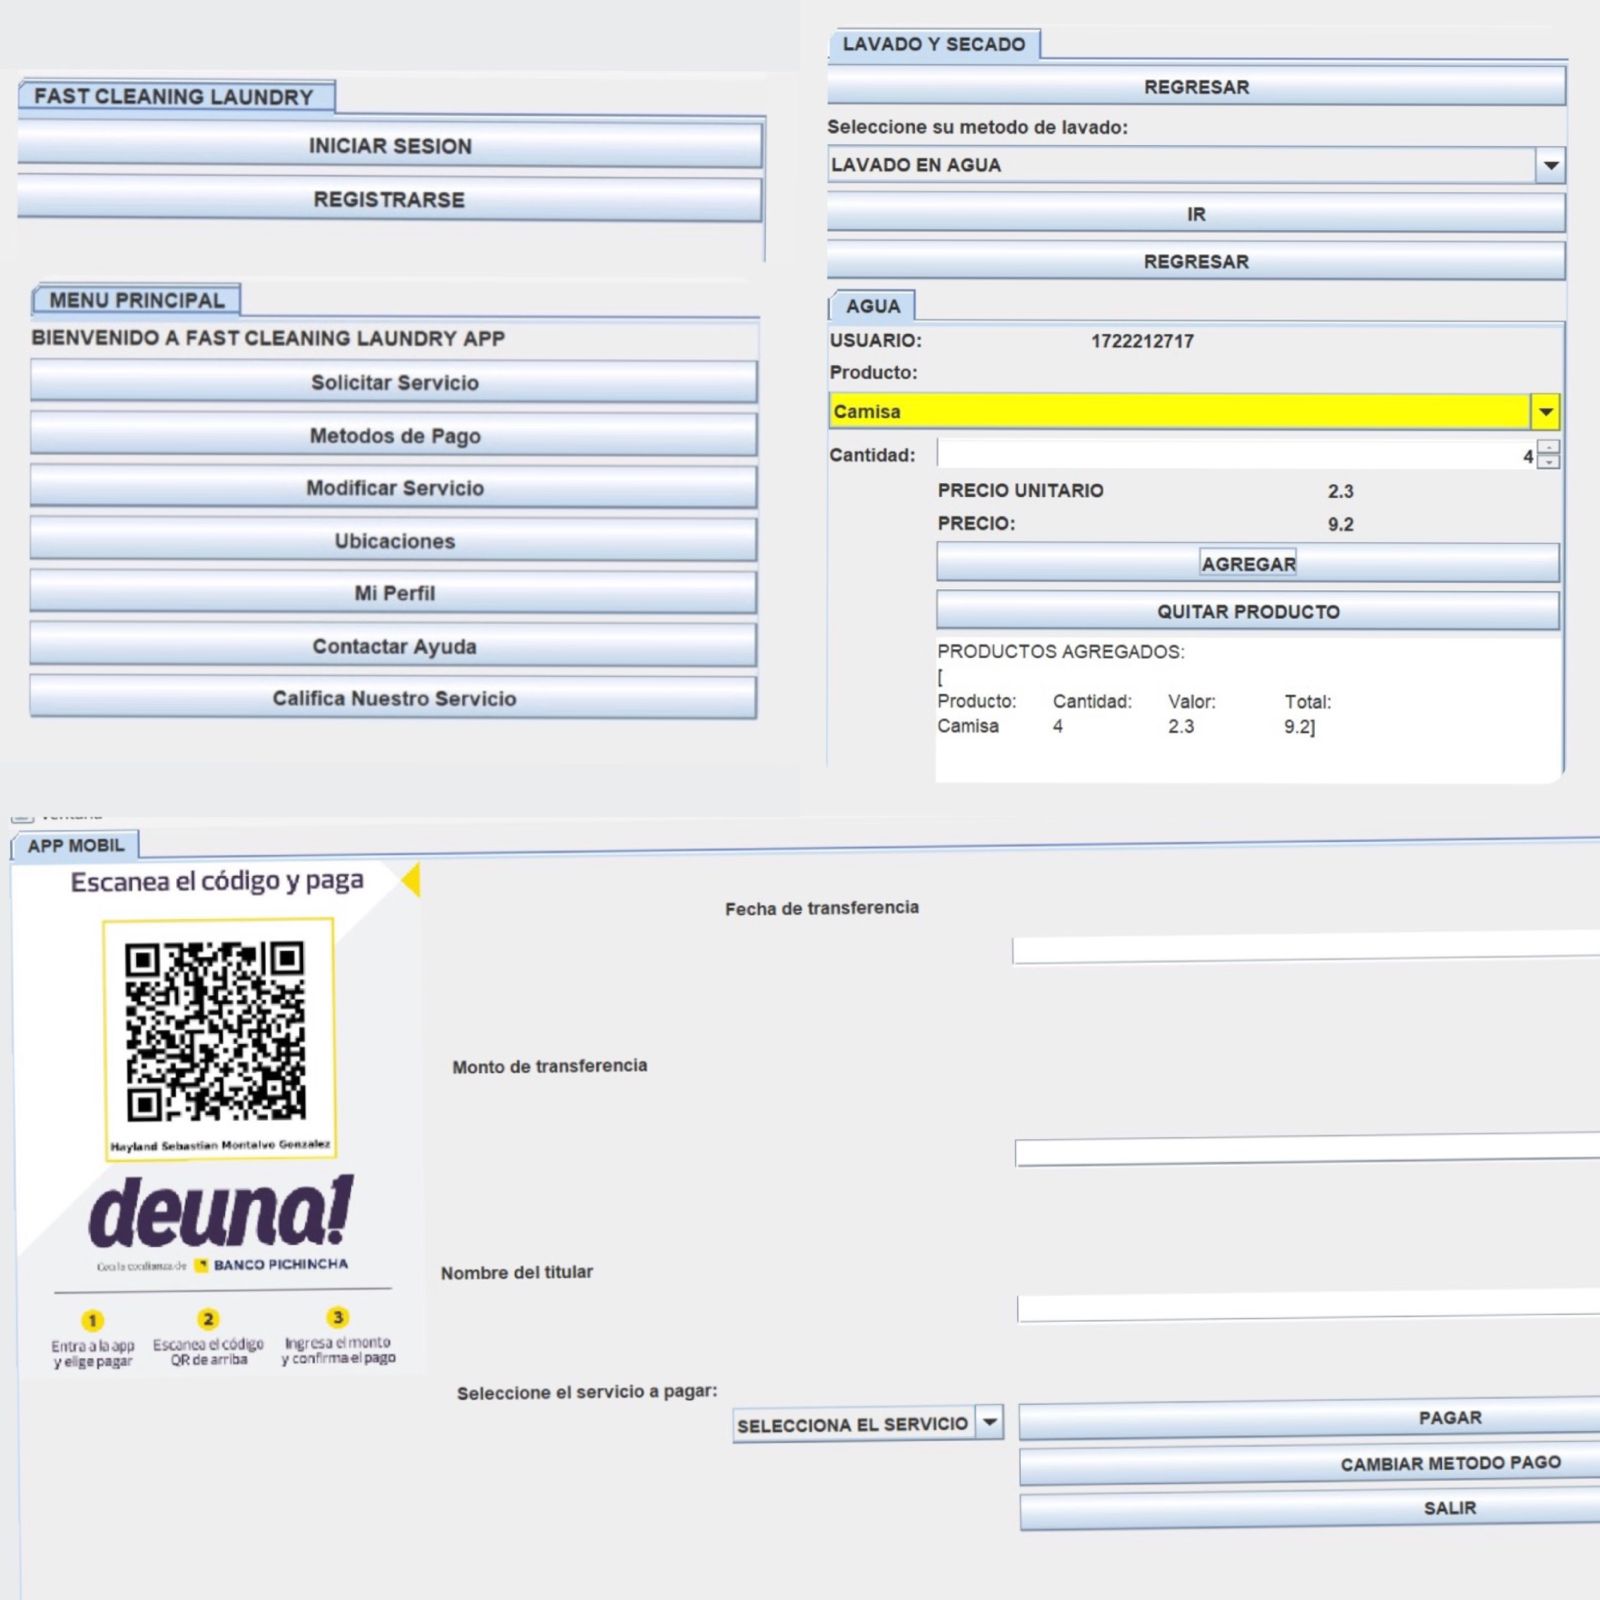 FAST CLEANING LAUNDRY
INICIAR SESION
REGISTRARSE
MENU PRINCIPAL
BIENVENIDO A FAST CLEANING LAUNDRY APP
Solicitar Servicio
Metodos de Pago
Modificar Servicio
Ubicaciones
Mi Perfil
Contactar Ayuda
Califica Nuestro Servicio
LAVADO Y SECADO
REGRESAR
Seleccione su metodo de lavado:
LAVADO EN AGUA
IR
REGRESAR
AGUA
USUARIO: 1722212717
Producto:
Camisa
Cantidad: 4
PRECIO UNITARIO 2.3
PRECIO: 9.2
AGREGAR
QUITAR PRODUCTO
PRODUCTOS AGREGADOS:
[
Producto: Cantidad: Valor: Total:
Camisa 4 2.3 9.2]
APP MOBIL
Escanea el código y paga
Hayland Sebastian Montalvo Gonzalez
deuna!
Con la confianza de BANCO PICHINCHA
1 2 3
Entra a la app Escanea el código Ingresa el monto
y elige pagar QR de arriba y confirma el pago
Fecha de transferencia
Monto de transferencia
Nombre del titular
Seleccione el servicio a pagar:
SELECCIONA EL SERVICIO
PAGAR
CAMBIAR METODO PAGO
SALIR